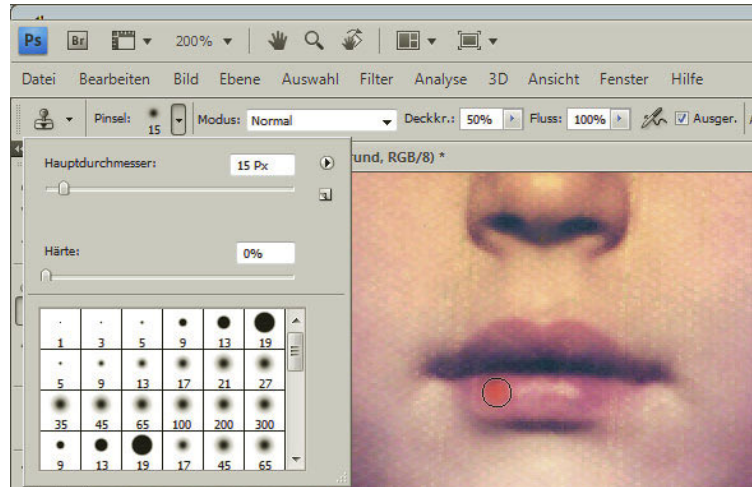 Ps Br 200%
Datei Bearbeiten Bild Ebene Auswahl Filter Analyse 3D Ansicht Fenster Hilfe
Pinsel: 15 Modus: Normal Deckkr.: 50% Fluss: 100% Ausger.
rund, RGB/8) *
Hauptdurchmesser: 15 Px
Härte: 0%
1 3 5 9 13 19
5 9 13 17 21 27
35 45 65 100 200 300
9 13 19 17 45 65